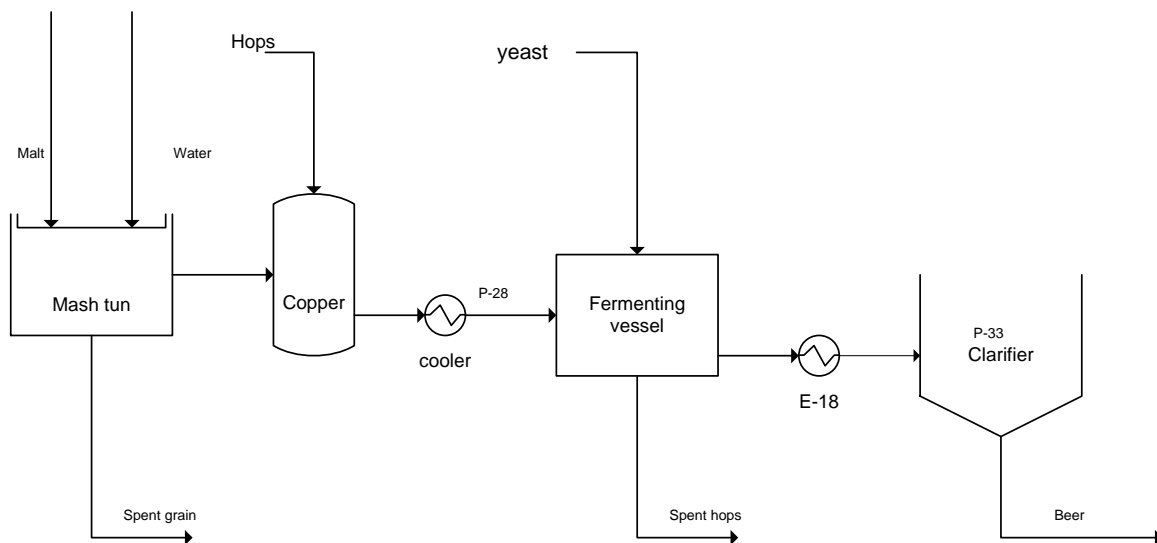 Hops
yeast
Malt
Water
Mash tun
Copper
P-28
cooler
Fermenting
vessel
E-18
P-33
Clarifier
Spent grain
Spent hops
Beer